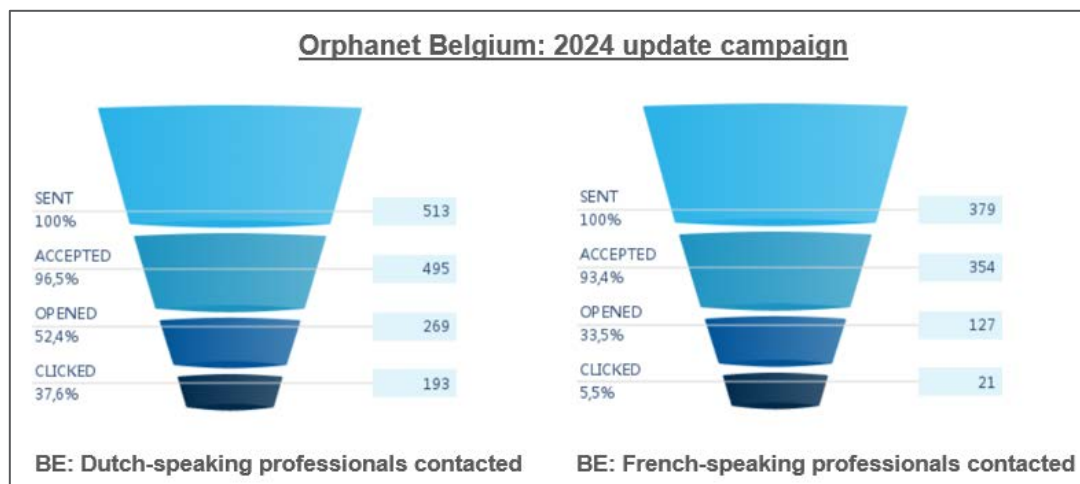 Orphanet Belgium: 2024 update campaign
SENT
100%
513
ACCEPTED
96,5%
495
OPENED
52,4%
269
CLICKED
37,6%
193
BE: Dutch-speaking professionals contacted
SENT
100%
379
ACCEPTED
93,4%
354
OPENED
33,5%
127
CLICKED
5,5%
21
BE: French-speaking professionals contacted